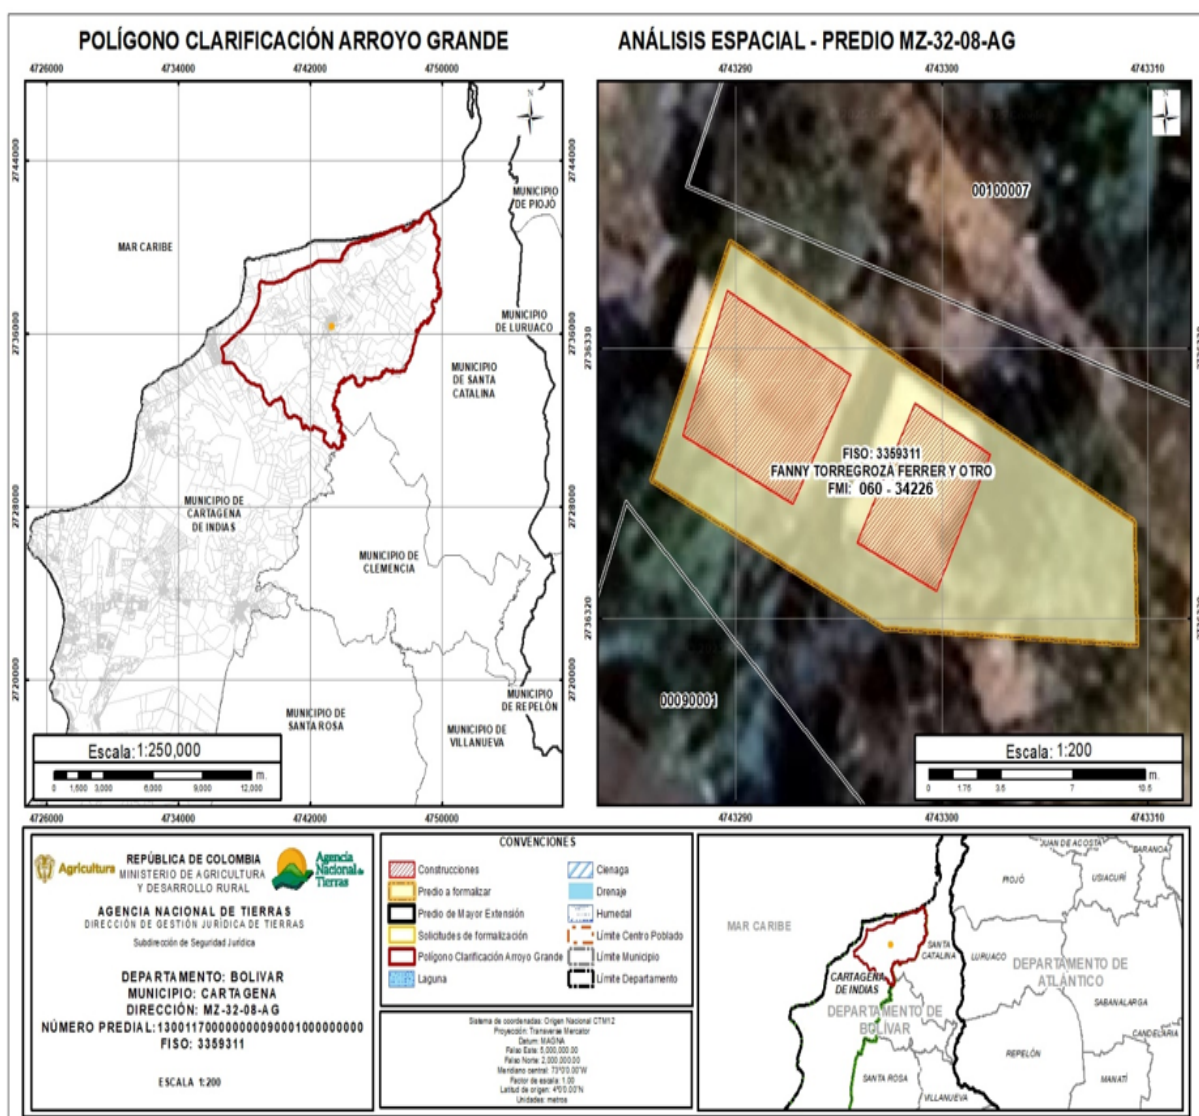 POLÍGONO CLARIFICACIÓN ARROYO GRANDE
4726000 4734000 4742000 4750000
2744000
2736000
2728000
2720000
N
MAR CARIBE
MUNICIPIO
DE PIOJÓ
MUNICIPIO
DE LURUACO
MUNICIPIO
DE SANTA
CATALINA
MUNICIPIO DE
CARTAGENA
DE INDIAS
MUNICIPIO DE
CLEMENCIA
MUNICIPIO
DE REPELÓN
MUNICIPIO DE
SANTA ROSA
MUNICIPIO DE
VILLANUEVA
Escala: 1:250,000
0 1,500 3,000 6,000 9,000 12,000 m.
4726000 4734000 4742000 4750000
ANÁLISIS ESPACIAL - PREDIO MZ-32-08-AG
4743290 4743300 4743310
2736330
2736320
N
00100007
FISO: 3359311
FANNY TORREGROZA FERRER Y OTRO
FMI: 060 - 34226
00090001
Escala: 1:200
0 1.75 3.5 7 10.5 m.
4743290 4743300 4743310
Agricultura
REPÚBLICA DE COLOMBIA
MINISTERIO DE AGRICULTURA
Y DESARROLLO RURAL
Agencia
Nacional de
Tierras
AGENCIA NACIONAL DE TIERRAS
DIRECCIÓN DE GESTIÓN JURÍDICA DE TIERRAS
Subdirección de Seguridad Jurídica
DEPARTAMENTO: BOLIVAR
MUNICIPIO: CARTAGENA
DIRECCIÓN: MZ-32-08-AG
FISO: 3359311
ESCALA 1:200
CONVENCIONES
Construcciones
Predio a formalizar
Predio de Mayor Extensión
Solicitudes de formalización
Polígono Clarificación Arroyo Grande
Laguna
Cienaga
Drenaje
Humedal
Límite Centro Poblado
Límite Municipio
Límite Departamento
Sistema de coordenadas: Origen Nacional CTM12
Proyección: Transverse Mercator
Datum: MAGNA
Falso Este: 5,000,000.00
Falso Norte: 2,000,000.00
Meridiano central: 73°0'0.00"W
Factor de escala: 1.00
Latitud de origen: 4°0'0.00"N
Unidades: metros
MAR CARIBE
JUAN DE ACOSTA
BARANOA
PIOJÓ
USIACURÍ
SANTA
CATALINA
LURUACO
DEPARTAMENTO DE
ATLÁNTICO
CARTAGENA
DE INDIAS
SABANALARGA
DEPARTAMENTO DE
BOLÍVAR
CANDELARIA
REPELÓN
SANTA ROSA
MANATÍ
VILLANUEVA